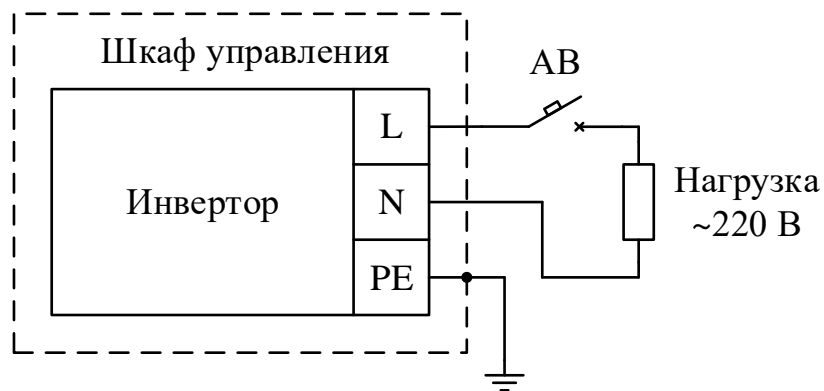 Шкаф управления
АВ
L
Инвертор
N
Нагрузка
~220 В
PE